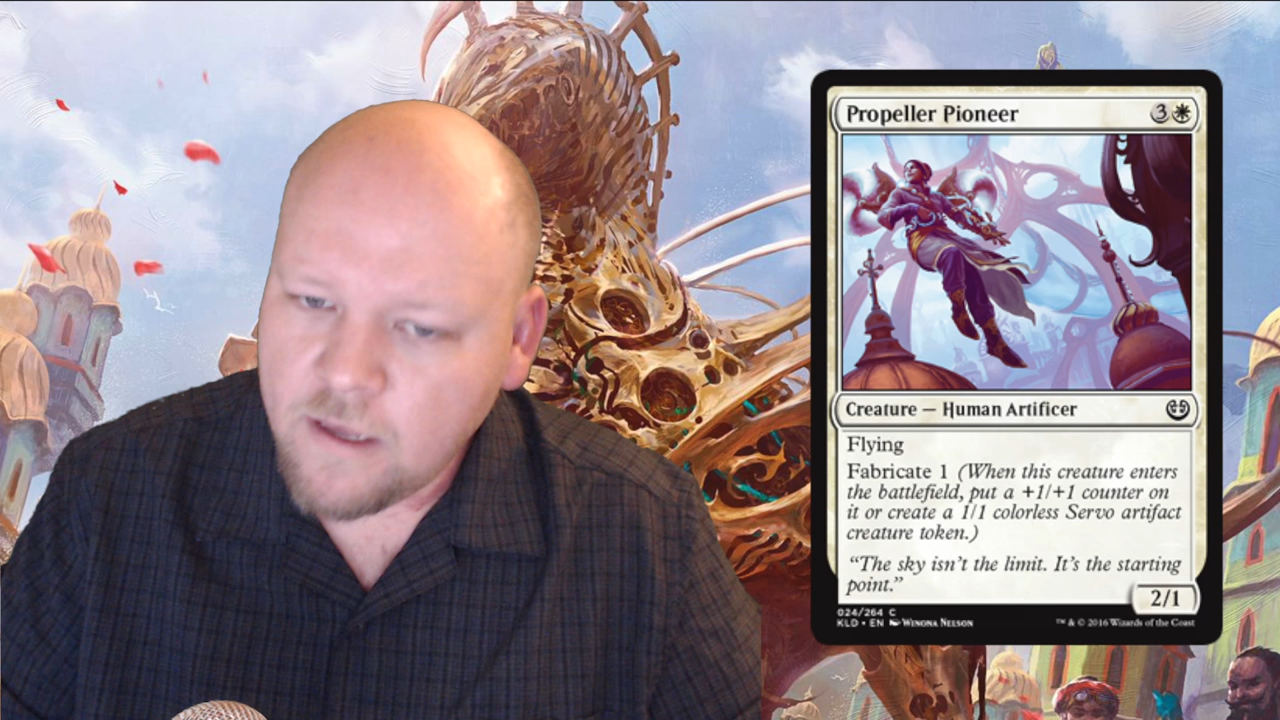 Propeller Pioneer 3
Creature — Human Artificer
Flying
Fabricate 1 (When this creature enters
the battlefield, put a +1/+1 counter on
it or create a 1/1 colorless Servo artifact
creature token.)
“The sky isn’t the limit. It’s the starting
point.”
2/1
024/264 C
KLD • EN Winona Nelson
™ & © 2016 Wizards of the Coast